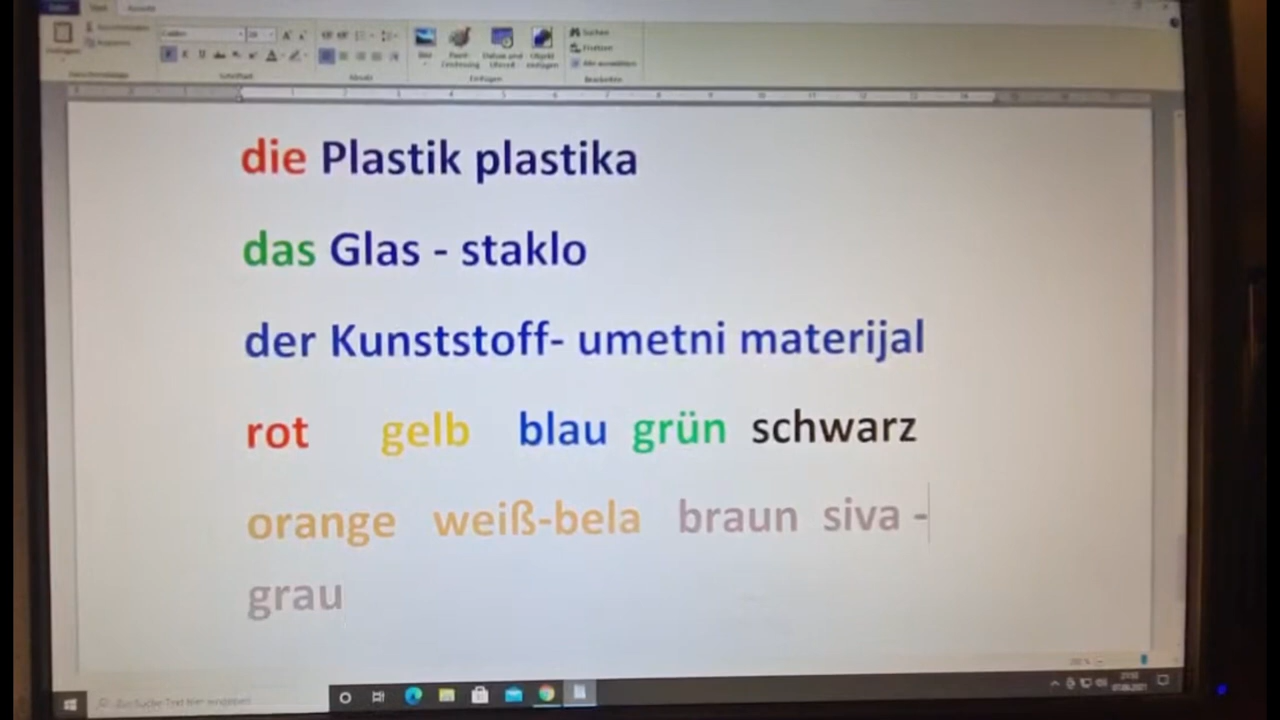 die Plastik plastika
das Glas - staklo
der Kunststoff- umetni materijal
rot gelb blau grün schwarz
orange weiß-bela braun siva -
grau